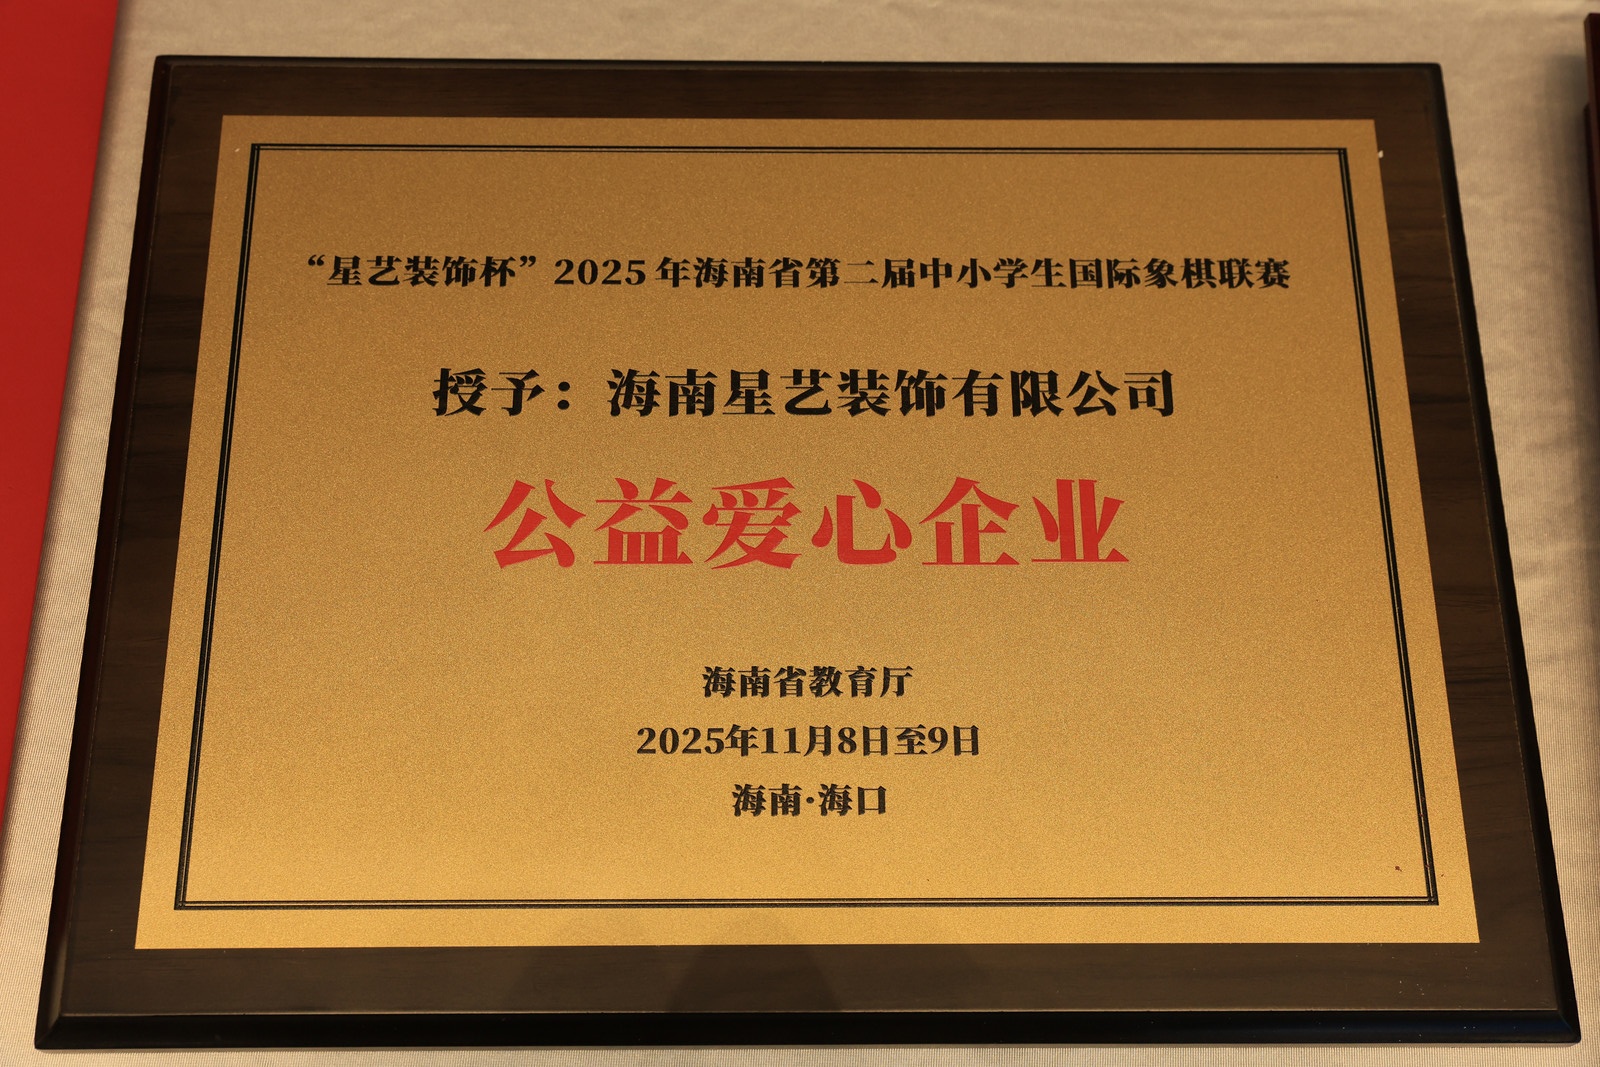 “星艺装饰杯”2025年海南省第二届中小学生国际象棋联赛
授予：海南星艺装饰有限公司
公益爱心企业
海南省教育厅
2025年11月8日至9日
海南·海口